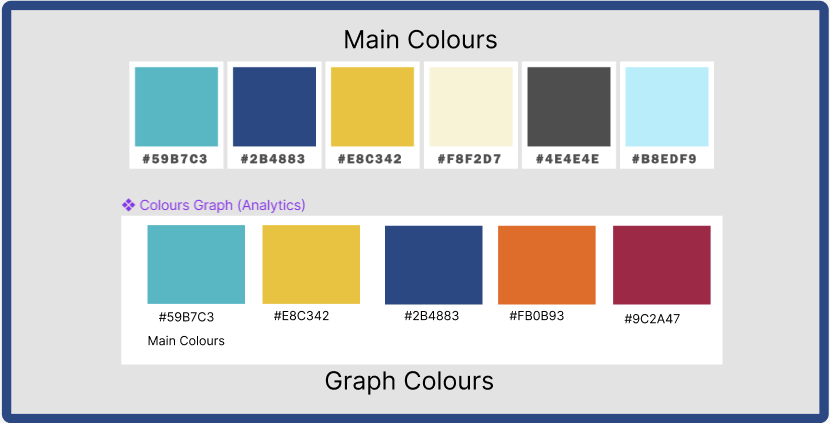 Main Colours
#59B7C3 #2B4883 #E8C342 #F8F2D7 #4E4E4E #B8EDF9
Colours Graph (Analytics)
#59B7C3 #E8C342 #2B4883 #FB0B93 #9C2A47
Main Colours
Graph Colours